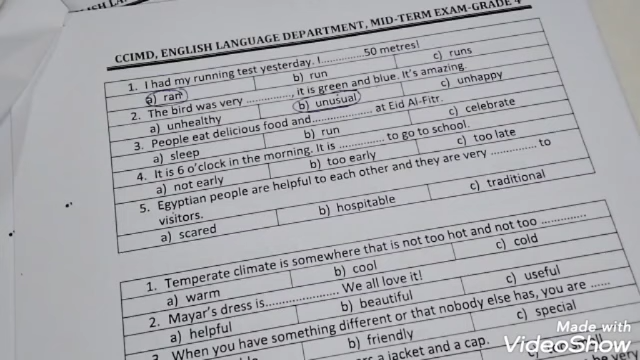 CCIMD, ENGLISH LANGUAGE DEPARTMENT, MID-TERM EXAM-GRADE 4
1. I had my running test yesterday. I.............50 metres!
a) ran b) run c) runs
2. The bird was very ............., it is green and blue. It's amazing.
a) unhealthy b) unusual c) unhappy
3. People eat delicious food and................ at Eid Al-Fitr.
a) sleep b) run c) celebrate
4. It is 6 o'clock in the morning. It is ............. to go to school.
a) not early b) too early c) too late
5. Egyptian people are helpful to each other and they are very ............. to
visitors.
a) scared b) hospitable c) traditional
1. Temperate climate is somewhere that is not too hot and not too .............
a) warm b) cool c) cold
2. Mayar's dress is..................... We all love it!
a) helpful b) beautiful c) useful
3. When you have something different or that nobody else has, you are ......
b) friendly c) special
a jacket and a cap.
Made with
VideoShow